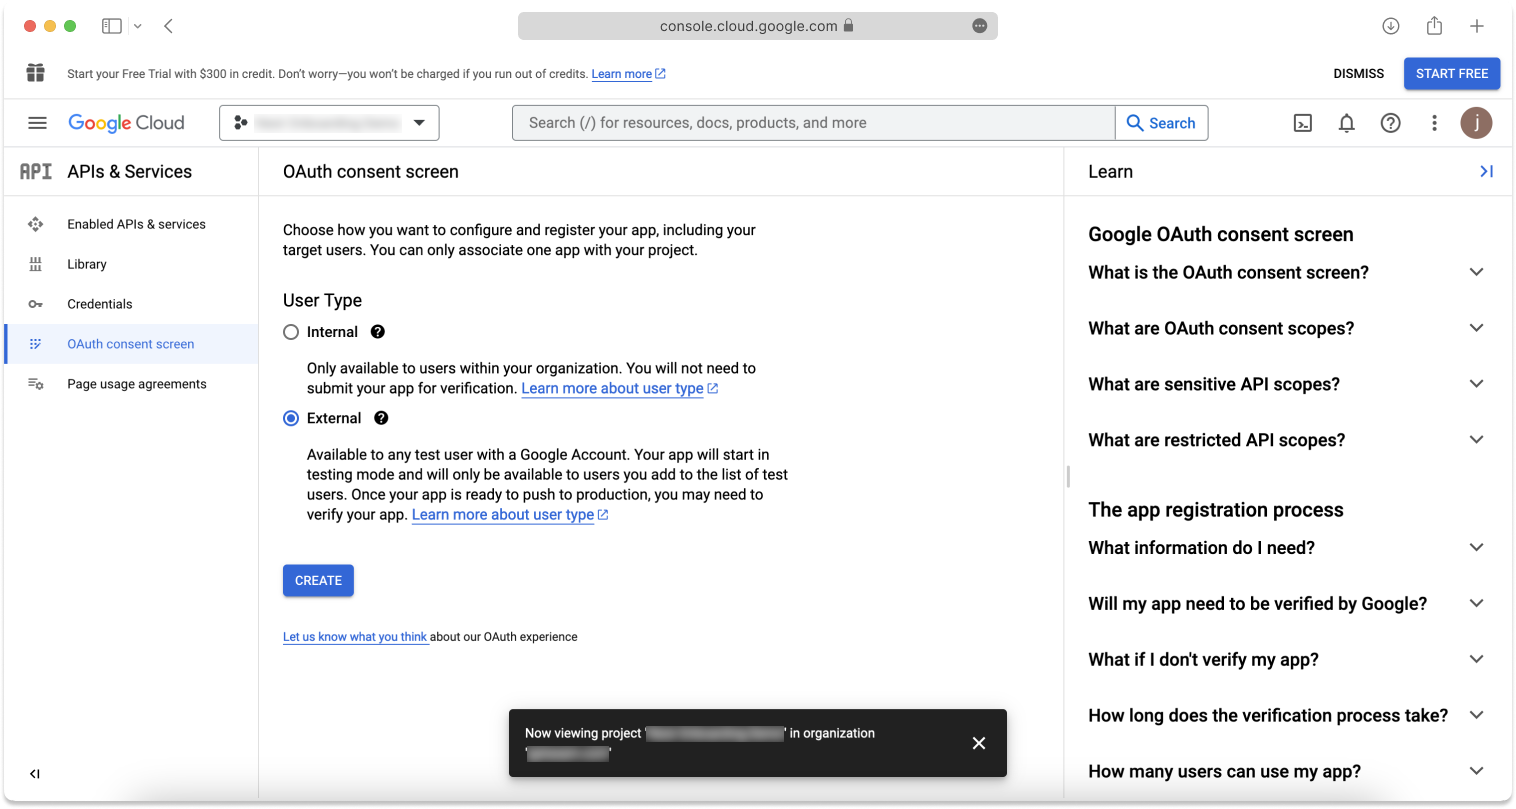 console.cloud.google.com
Start your Free Trial with $300 in credit. Don't worry—you won't be charged if you run out of credits. Learn more
DISMISS
START FREE
Google Cloud
Search (/) for resources, docs, products, and more
Search
j
API
APIs & Services
Enabled APIs & services
Library
Credentials
OAuth consent screen
Page usage agreements
OAuth consent screen
Choose how you want to configure and register your app, including your
target users. You can only associate one app with your project.
User Type
Internal
Only available to users within your organization. You will not need to
submit your app for verification. Learn more about user type
External
Available to any test user with a Google Account. Your app will start in
testing mode and will only be available to users you add to the list of test
users. Once your app is ready to push to production, you may need to
verify your app. Learn more about user type
CREATE
Let us know what you think about our OAuth experience
Now viewing project '' in organization
''
Learn
Google OAuth consent screen
What is the OAuth consent screen?
What are OAuth consent scopes?
What are sensitive API scopes?
What are restricted API scopes?
The app registration process
What information do I need?
Will my app need to be verified by Google?
What if I don't verify my app?
How long does the verification process take?
How many users can use my app?